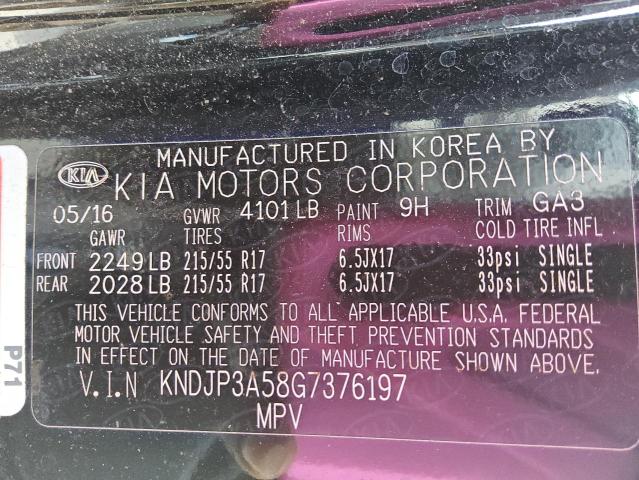 MANUFACTURED IN KOREA BY
KIA KIA MOTORS CORPORATION
05/16 GVWR 4101 LB PAINT 9H TRIM GA3
GAWR TIRES RIMS COLD TIRE INFL
FRONT 2249 LB 215/55 R17 6.5JX17 33psi SINGLE
REAR 2028 LB 215/55 R17 6.5JX17 33psi SINGLE
THIS VEHICLE CONFORMS TO ALL APPLICABLE U.S.A. FEDERAL
MOTOR VEHICLE SAFETY AND THEFT PREVENTION STANDARDS
IN EFFECT ON THE DATE OF MANUFACTURE SHOWN ABOVE.
V.I.N KNDJP3A58G7376197
MPV
P71